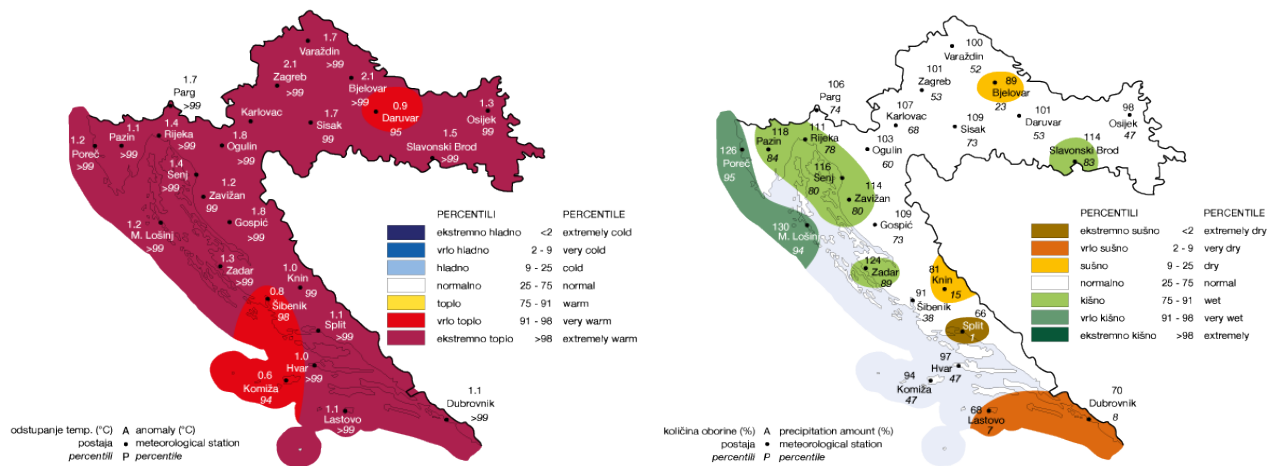 1.7
Varaždin
>99
2.1
Zagreb
>99
2.1
Bjelovar
>99
1.7
Parg
>99
0.9
Daruvar
95
1.3
Osijek
99
Karlovac
1.7
Sisak
99
1.5
Slavonski Brod
>99
1.2
Poreč
>99
1.1
Pazin
>99
1.4
Rijeka
>99
1.8
Ogulin
>99
1.4
Senj
>99
1.2
Zavižan
99
1.8
Gospić
>99
1.2
M. Lošinj
>99
1.3
Zadar
>99
1.0
Knin
99
0.8
Šibenik
98
1.1
Split
>99
1.0
Hvar
>99
0.6
Komiža
94
1.1
Lastovo
>99
1.1
Dubrovnik
>99
PERCENTILI PERCENTILE
ekstremno hladno <2 extremely cold
vrlo hladno 2 - 9 very cold
hladno 9 - 25 cold
normalno 25 - 75 normal
toplo 75 - 91 warm
vrlo toplo 91 - 98 very warm
ekstremno toplo >98 extremely warm
odstupanje temp. (°C) A anomaly (°C)
postaja • meteorological station
percentili P percentile
100
Varaždin
52
101
Zagreb
53
89
Bjelovar
23
106
Parg
74
107
Karlovac
68
109
Sisak
73
101
Daruvar
53
98
Osijek
47
114
Slavonski Brod
83
126
Poreč
95
118
Pazin
84
111
Rijeka
78
103
Ogulin
60
116
Senj
80
114
Zavižan
80
109
Gospić
73
130
M. Lošinj
94
124
Zadar
89
81
Knin
15
91
Šibenik
38
66
Split
1
97
Hvar
47
94
Komiža
47
68
Lastovo
7
70
Dubrovnik
8
PERCENTILI PERCENTILE
ekstremno sušno <2 extremely dry
vrlo sušno 2 - 9 very dry
sušno 9 - 25 dry
normalno 25 - 75 normal
kišno 75 - 91 wet
vrlo kišno 91 - 98 very wet
ekstremno kišno >98 extremely
količina oborine (%) A precipitation amount (%)
postaja • meteorological station
percentili P percentile